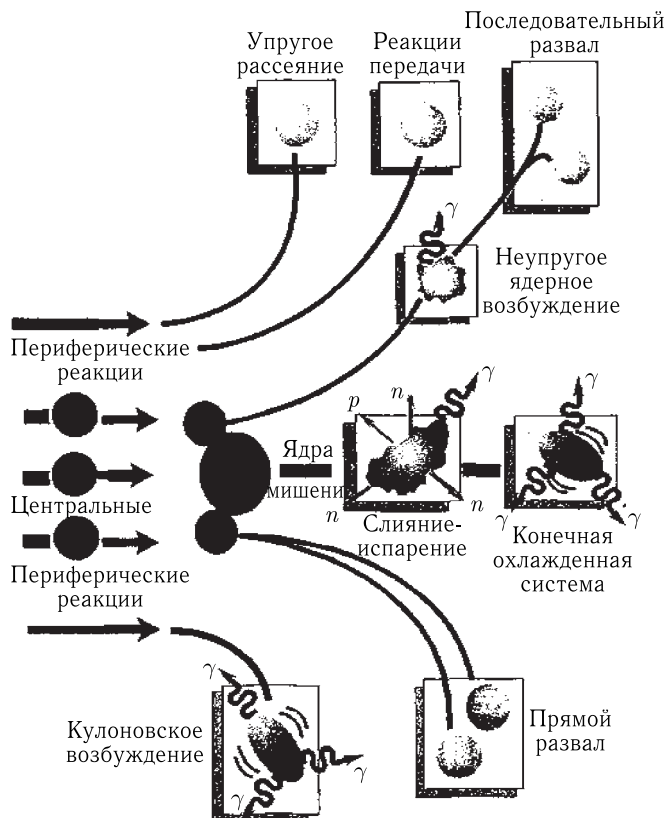 Упругое
рассеяние
Реакции
передачи
Последовательный
развал
γ
Неупругое
ядерное
возбуждение
Периферические
реакции
p
n
γ
γ
Ядра
мишени
Центральные
n
n
γ
γ
Слияние-
испарение
Конечная
охлажденная
система
Периферические
реакции
γ
Кулоновское
возбуждение
γ
γ
Прямой
развал